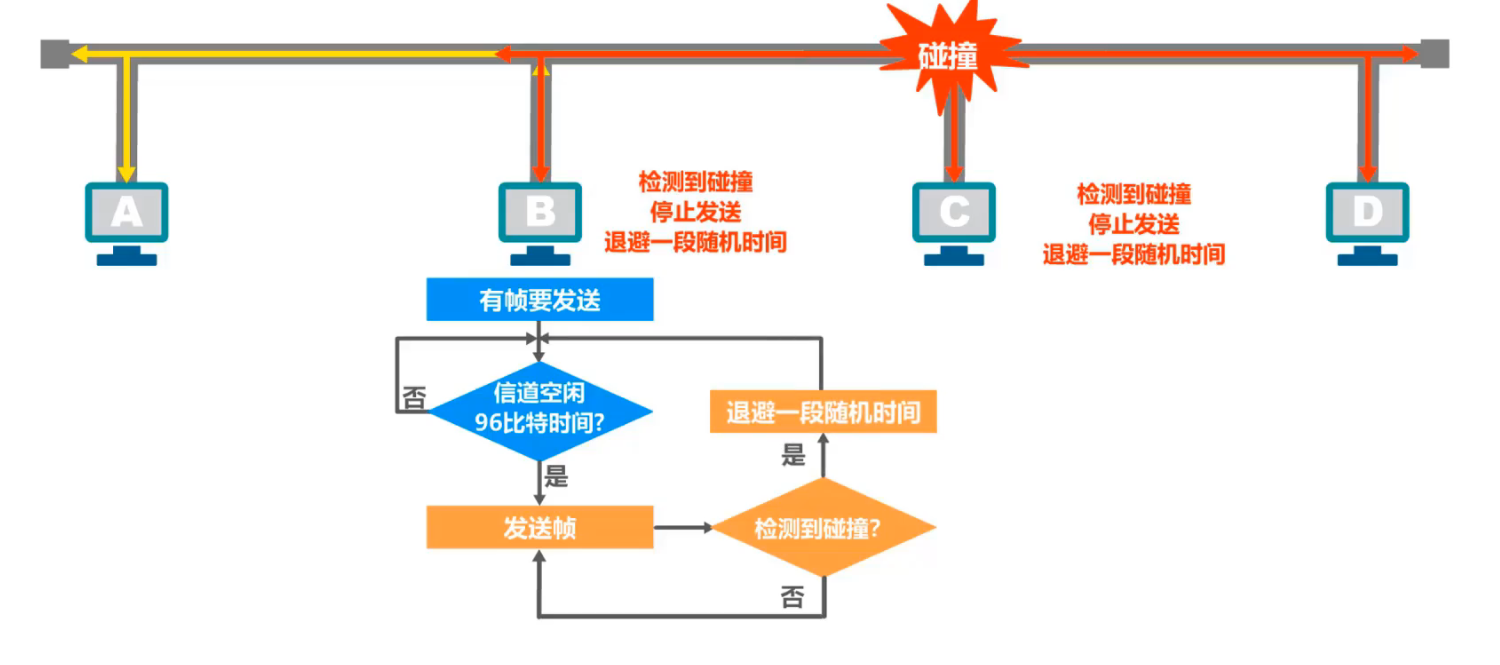 碰撞
A
B
C
D
检测到碰撞
停止发送
退避一段随机时间
检测到碰撞
停止发送
退避一段随机时间
有帧要发送
信道空闲
96比特时间?
否
是
发送帧
退避一段随机时间
是
检测到碰撞?
否